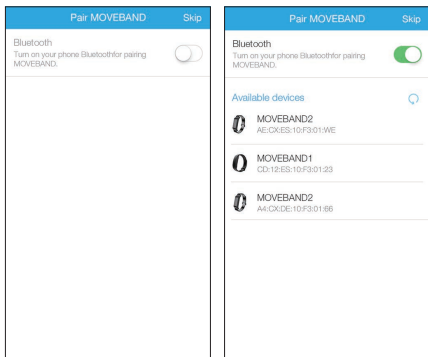 Pair MOVEBAND Skip
Bluetooth
Turn on your phone Bluetoothfor pairing
MOVEBAND.
Pair MOVEBAND Skip
Bluetooth
Turn on your phone Bluetoothfor pairing
MOVEBAND.
Available devices
MOVEBAND2
AE:CX:ES:10:F3:01:WE
MOVEBAND1
CD:12:ES:10:F3:01:23
MOVEBAND2
A4:CX:DE:10:F3:01:66